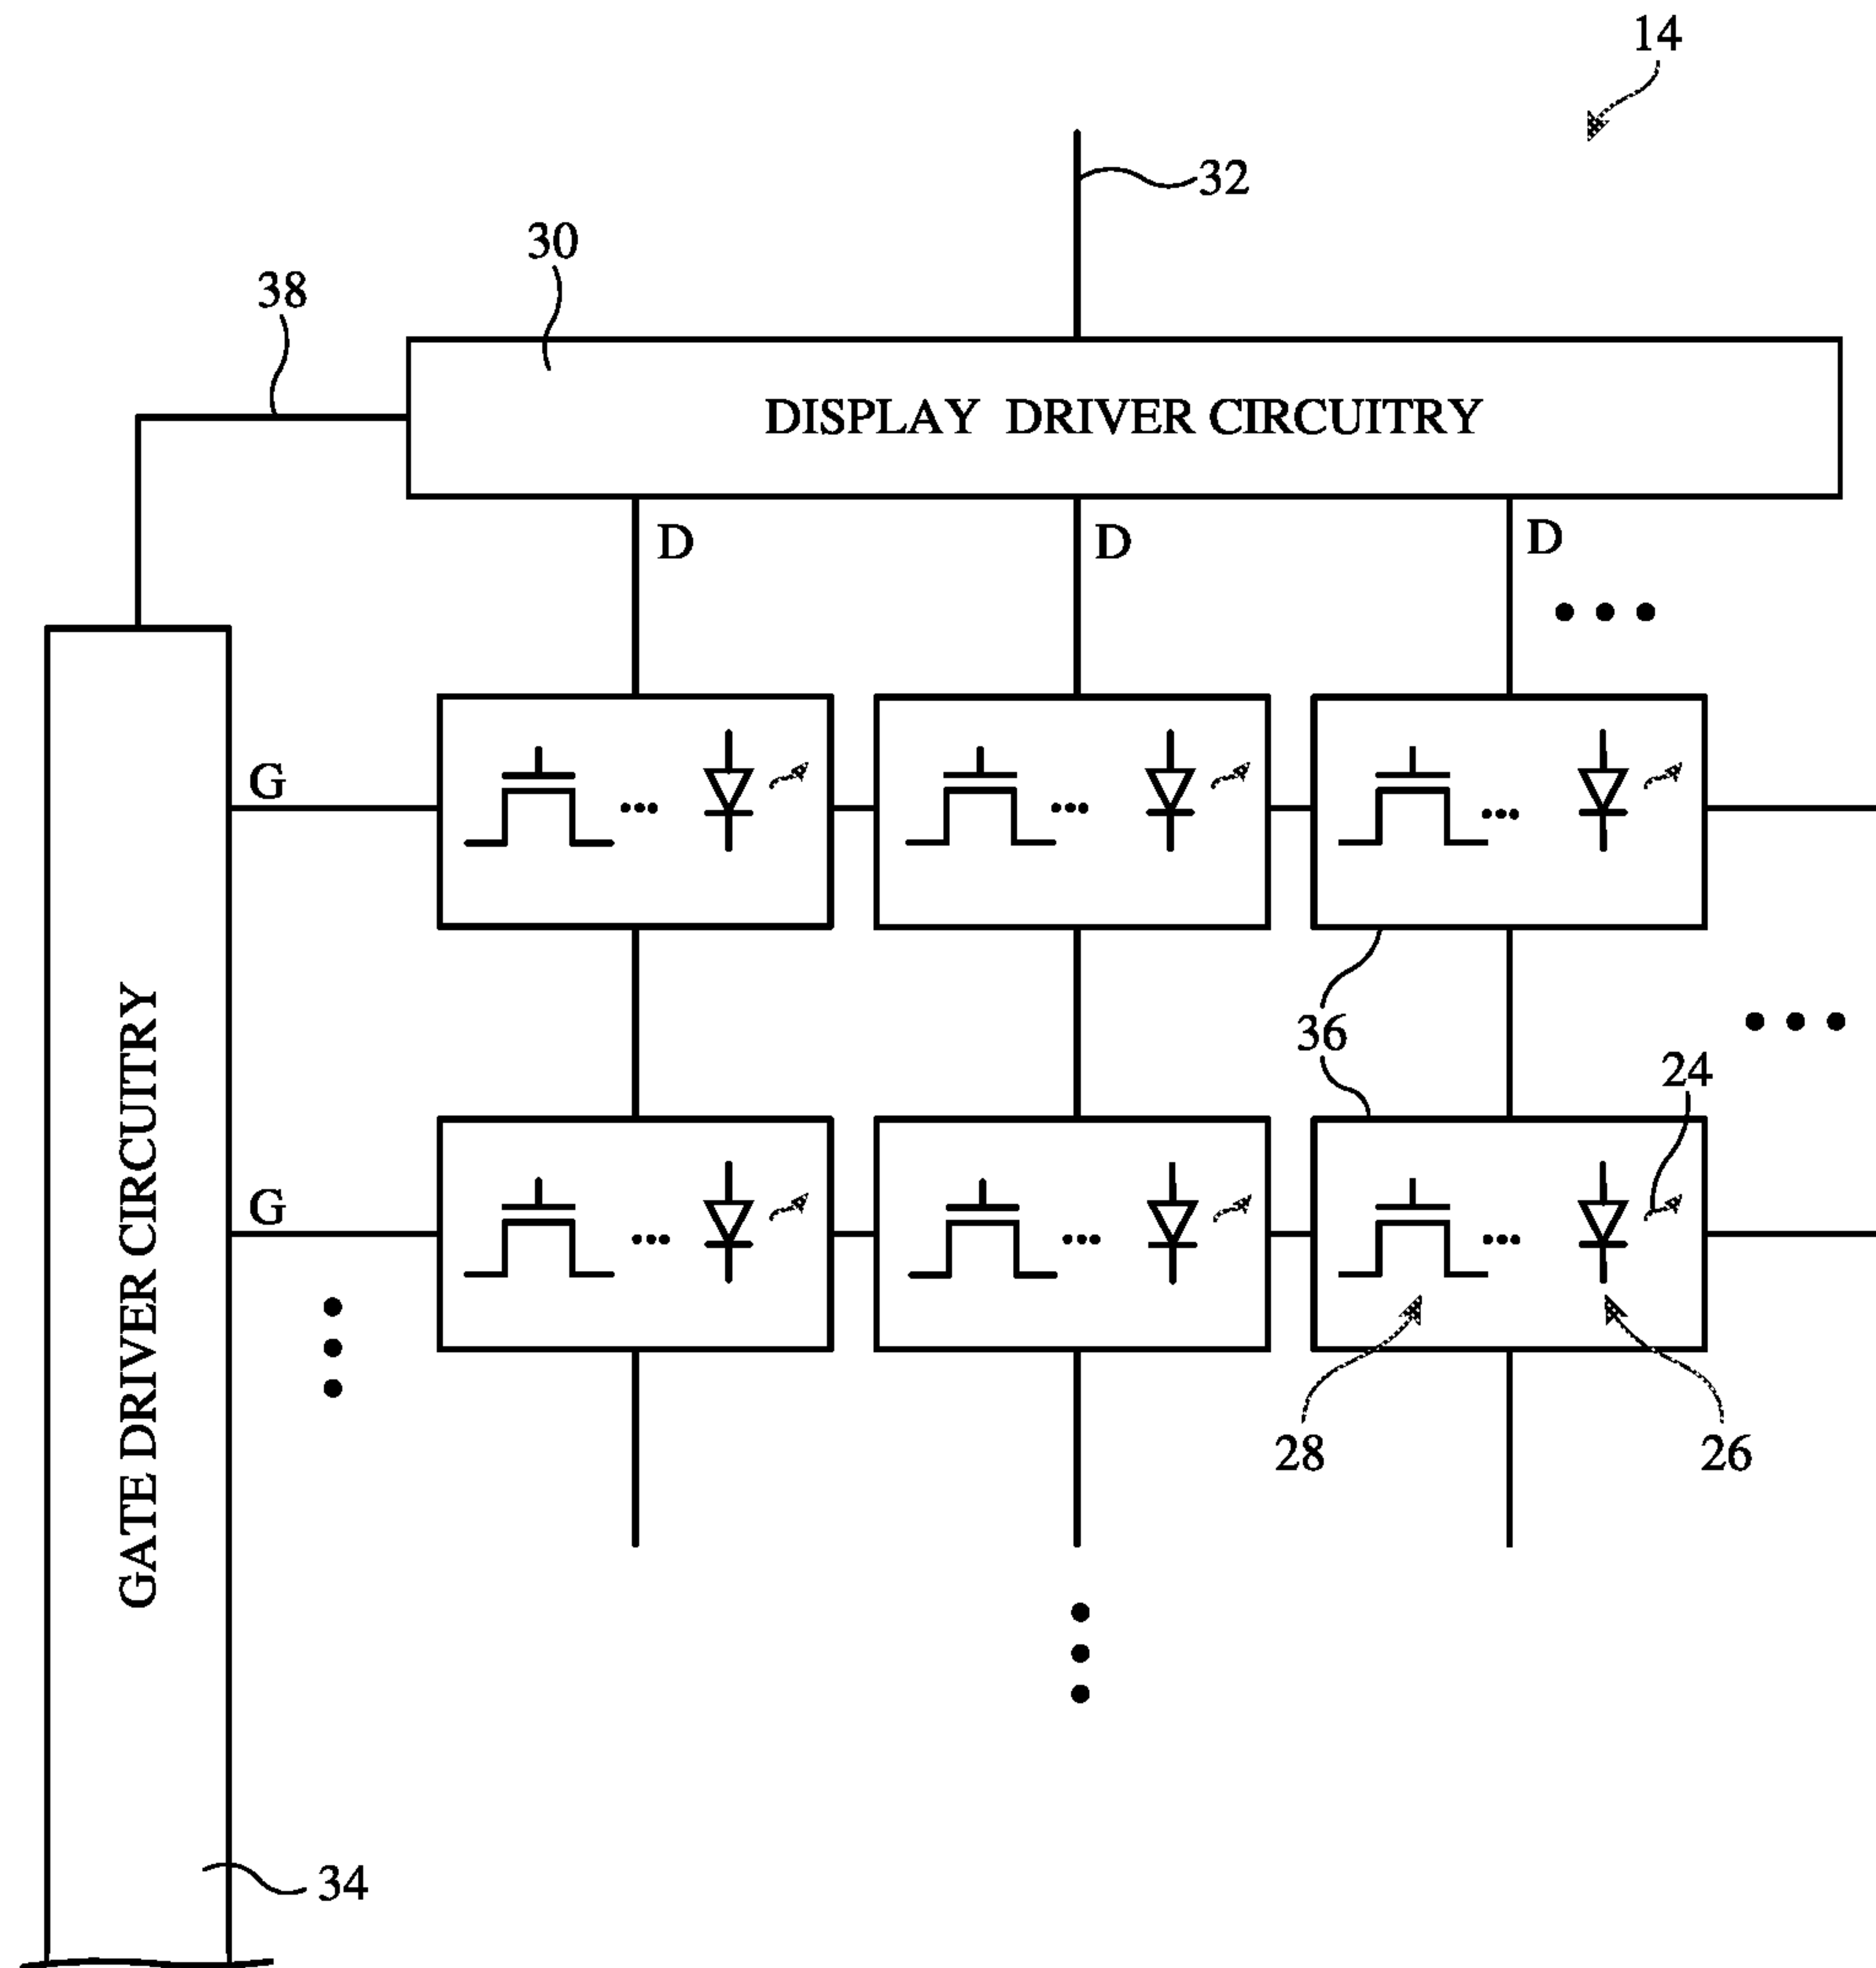 14
32
30
38
DISPLAY DRIVER CIRCUITRY
D
D
D
G
36
24
G
GATE DRIVER CIRCUITRY
28
26
34